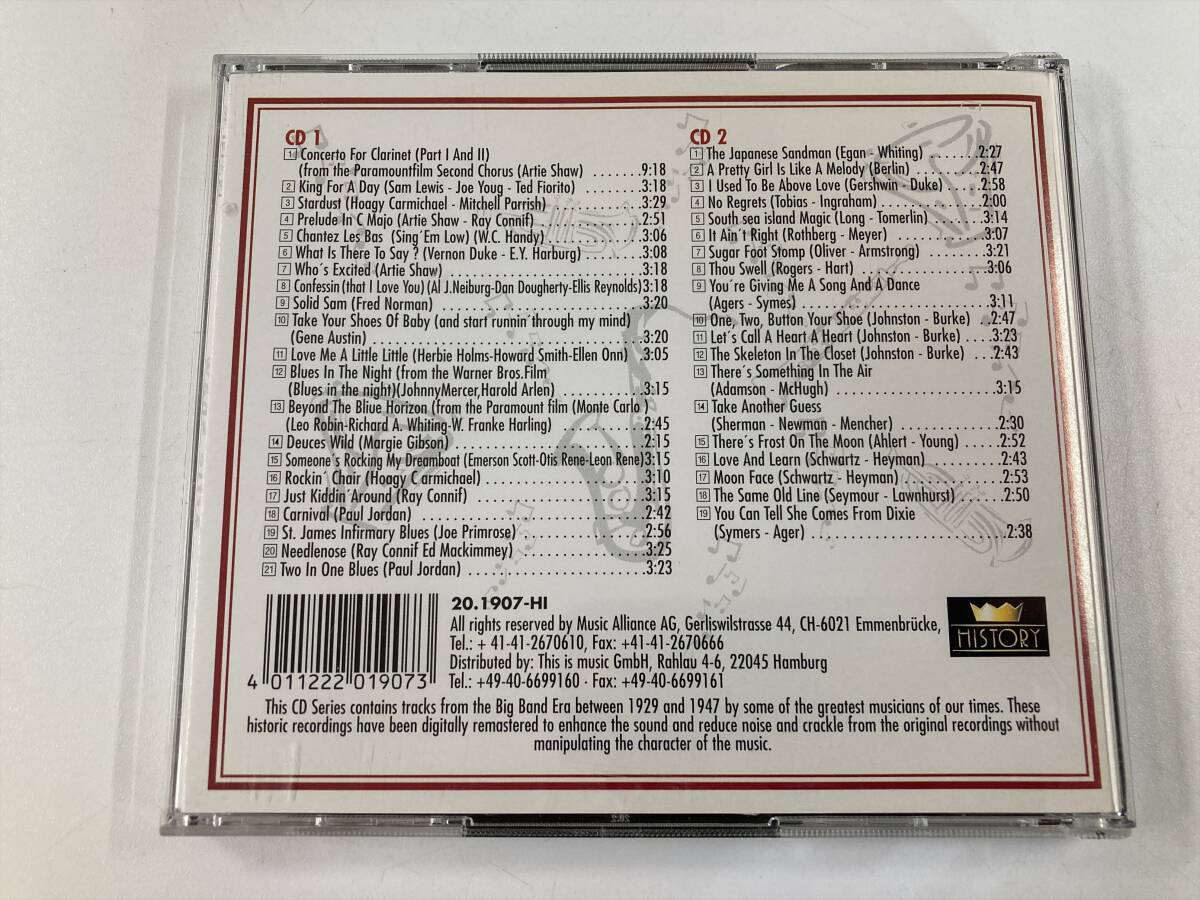 CD 1
1 Concerto For Clarinet (Part I And II)
(from the Paramountfilm Second Chorus (Artie Shaw) .......9:18
2 King For A Day (Sam Lewis - Joe Youg - Ted Fiorito) ......3:18
3 Stardust (Hoagy Carmichael - Mitchell Parrish) ............3:29
4 Prelude In C Majo (Artie Shaw - Ray Connif) ..............2:51
5 Chantez Les Bas (Sing´Em Low) (W.C. Handy) ............3:06
6 What Is There To Say ? (Vernon Duke - E.Y. Harburg) .......3:08
7 Who´s Excited (Artie Shaw) ..........................3:18
8 Confessin (that I Love You) (Al J.Neiburg-Dan Dougherty-Ellis Reynolds)3:18
9 Solid Sam (Fred Norman) ............................3:20
10 Take Your Shoes Of Baby (and start runnin´through my mind)
(Gene Austin) .....................................3:20
11 Love Me A Little Little (Herbie Holms-Howard Smith-Ellen Onn) .3:05
12 Blues In The Night (from the Warner Bros.Film
(Blues in the night)(JohnnyMercer,Harold Arlen) ............3:15
13 Beyond The Bliue Horizon (from the Paramount film (Monte Carlo )
(Leo Robin-Richard A. Whiting-W. Franke Harling) ...........2:45
14 Deuces Wild (Margie Gibson) .........................2:15
15 Someone´s Rocking My Dreamboat (Emerson Scott-Otis Rene-Leon Rene)3:15
16 Rockin´ Chair (Hoagy Carmichael) .....................3:10
17 Just Kiddin´Around (Ray Connif) .......................3:15
18 Carnival (Paul Jordan) ..............................2:42
19 St. James Infirmary Blues (Joe Primrose) .................2:56
20 Needlenose (Ray Connif Ed Mackimmey) .................3:25
21 Two In One Blues (Paul Jordan) ........................3:23
CD 2
1 The Japanese Sandman (Egan - Whiting) .......2:27
2 A Pretty Girl Is Like A Melody (Berlin) .........2:47
3 I Used To Be Above Love (Gershwin - Duke) .....2:58
4 No Regrets (Tobias - Ingraham) ..............2:00
5 South sea island Magic (Long - Tomerlin) .......3:14
6 It Ain´t Right (Rothberg - Meyer) .............3:07
7 Sugar Foot Stomp (Oliver - Armstrong) ........3:51
8 Thou Swell (Rogers - Hart) ..................3:06
9 You´re Giving Me A Song And A Dance
(Agers - Symes) ..........................3:11
10 One, Two, Button Your Shoe (Johnston - Burke) ..2:47
11 Let´s Call A Heart A Heart (Johnston - Burke) ....3:23
12 The Skeleton In The Closet (Johnston - Burke) ...2:43
13 There´s Something In The Air
(Adamson - McHugh) ......................3:15
14 Take Another Guess
(Sherman - Newman - Mencher) ..............2:30
15 There´s Frost On The Moon (Ahlert - Young) .....2:52
16 Love And Learn (Schwartz - Heyman) ..........2:43
17 Moon Face (Schwartz - Heyman) .............2:53
18 The Same Old Line (Seymour - Lawnhurst) ......2:50
19 You Can Tell She Comes From Dixie
(Symers - Ager) ..........................2:38
4 011222 019073
20.1907-HI
All rights reserved by Music Alliance AG, Gerliswilstrasse 44, CH-6021 Emmenbrücke,
Tel.: + 41-41-2670610, Fax: +41-41-2670666
Distributed by: This is music GmbH, Rahlau 4-6, 22045 Hamburg
Tel.: +49-40-6699160 · Fax: +49-40-6699161
HISTORY
This CD Series contains tracks from the Big Band Era between 1929 and 1947 by some of the greatest musicians of our times. These
historic recordings have been digitally remastered to enhance the sound and reduce noise and crackle from the original recordings without
manipulating the character of the music.